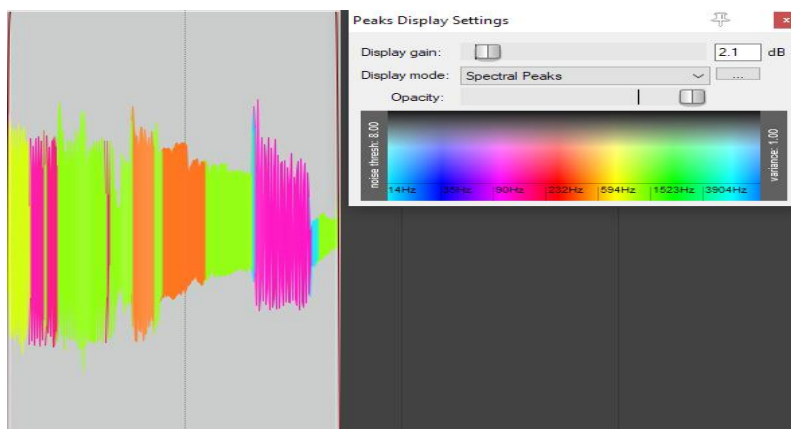 Peaks Display Settings
Display gain: 2.1 dB
Display mode: Spectral Peaks ...
Opacity:
noise thresh: 8.00
variance: 1.00
14Hz 35Hz 90Hz 232Hz 594Hz 1523Hz 3904Hz